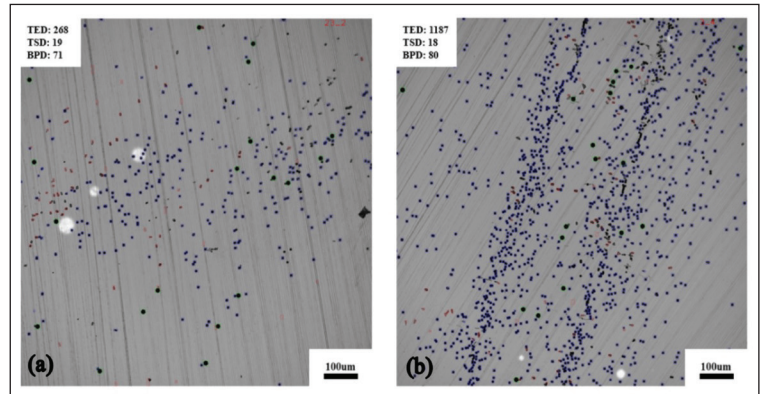 TED: 268
TSD: 19
BPD: 71
(a)
100um
TED: 1187
TSD: 18
BPD: 80
(b)
100um